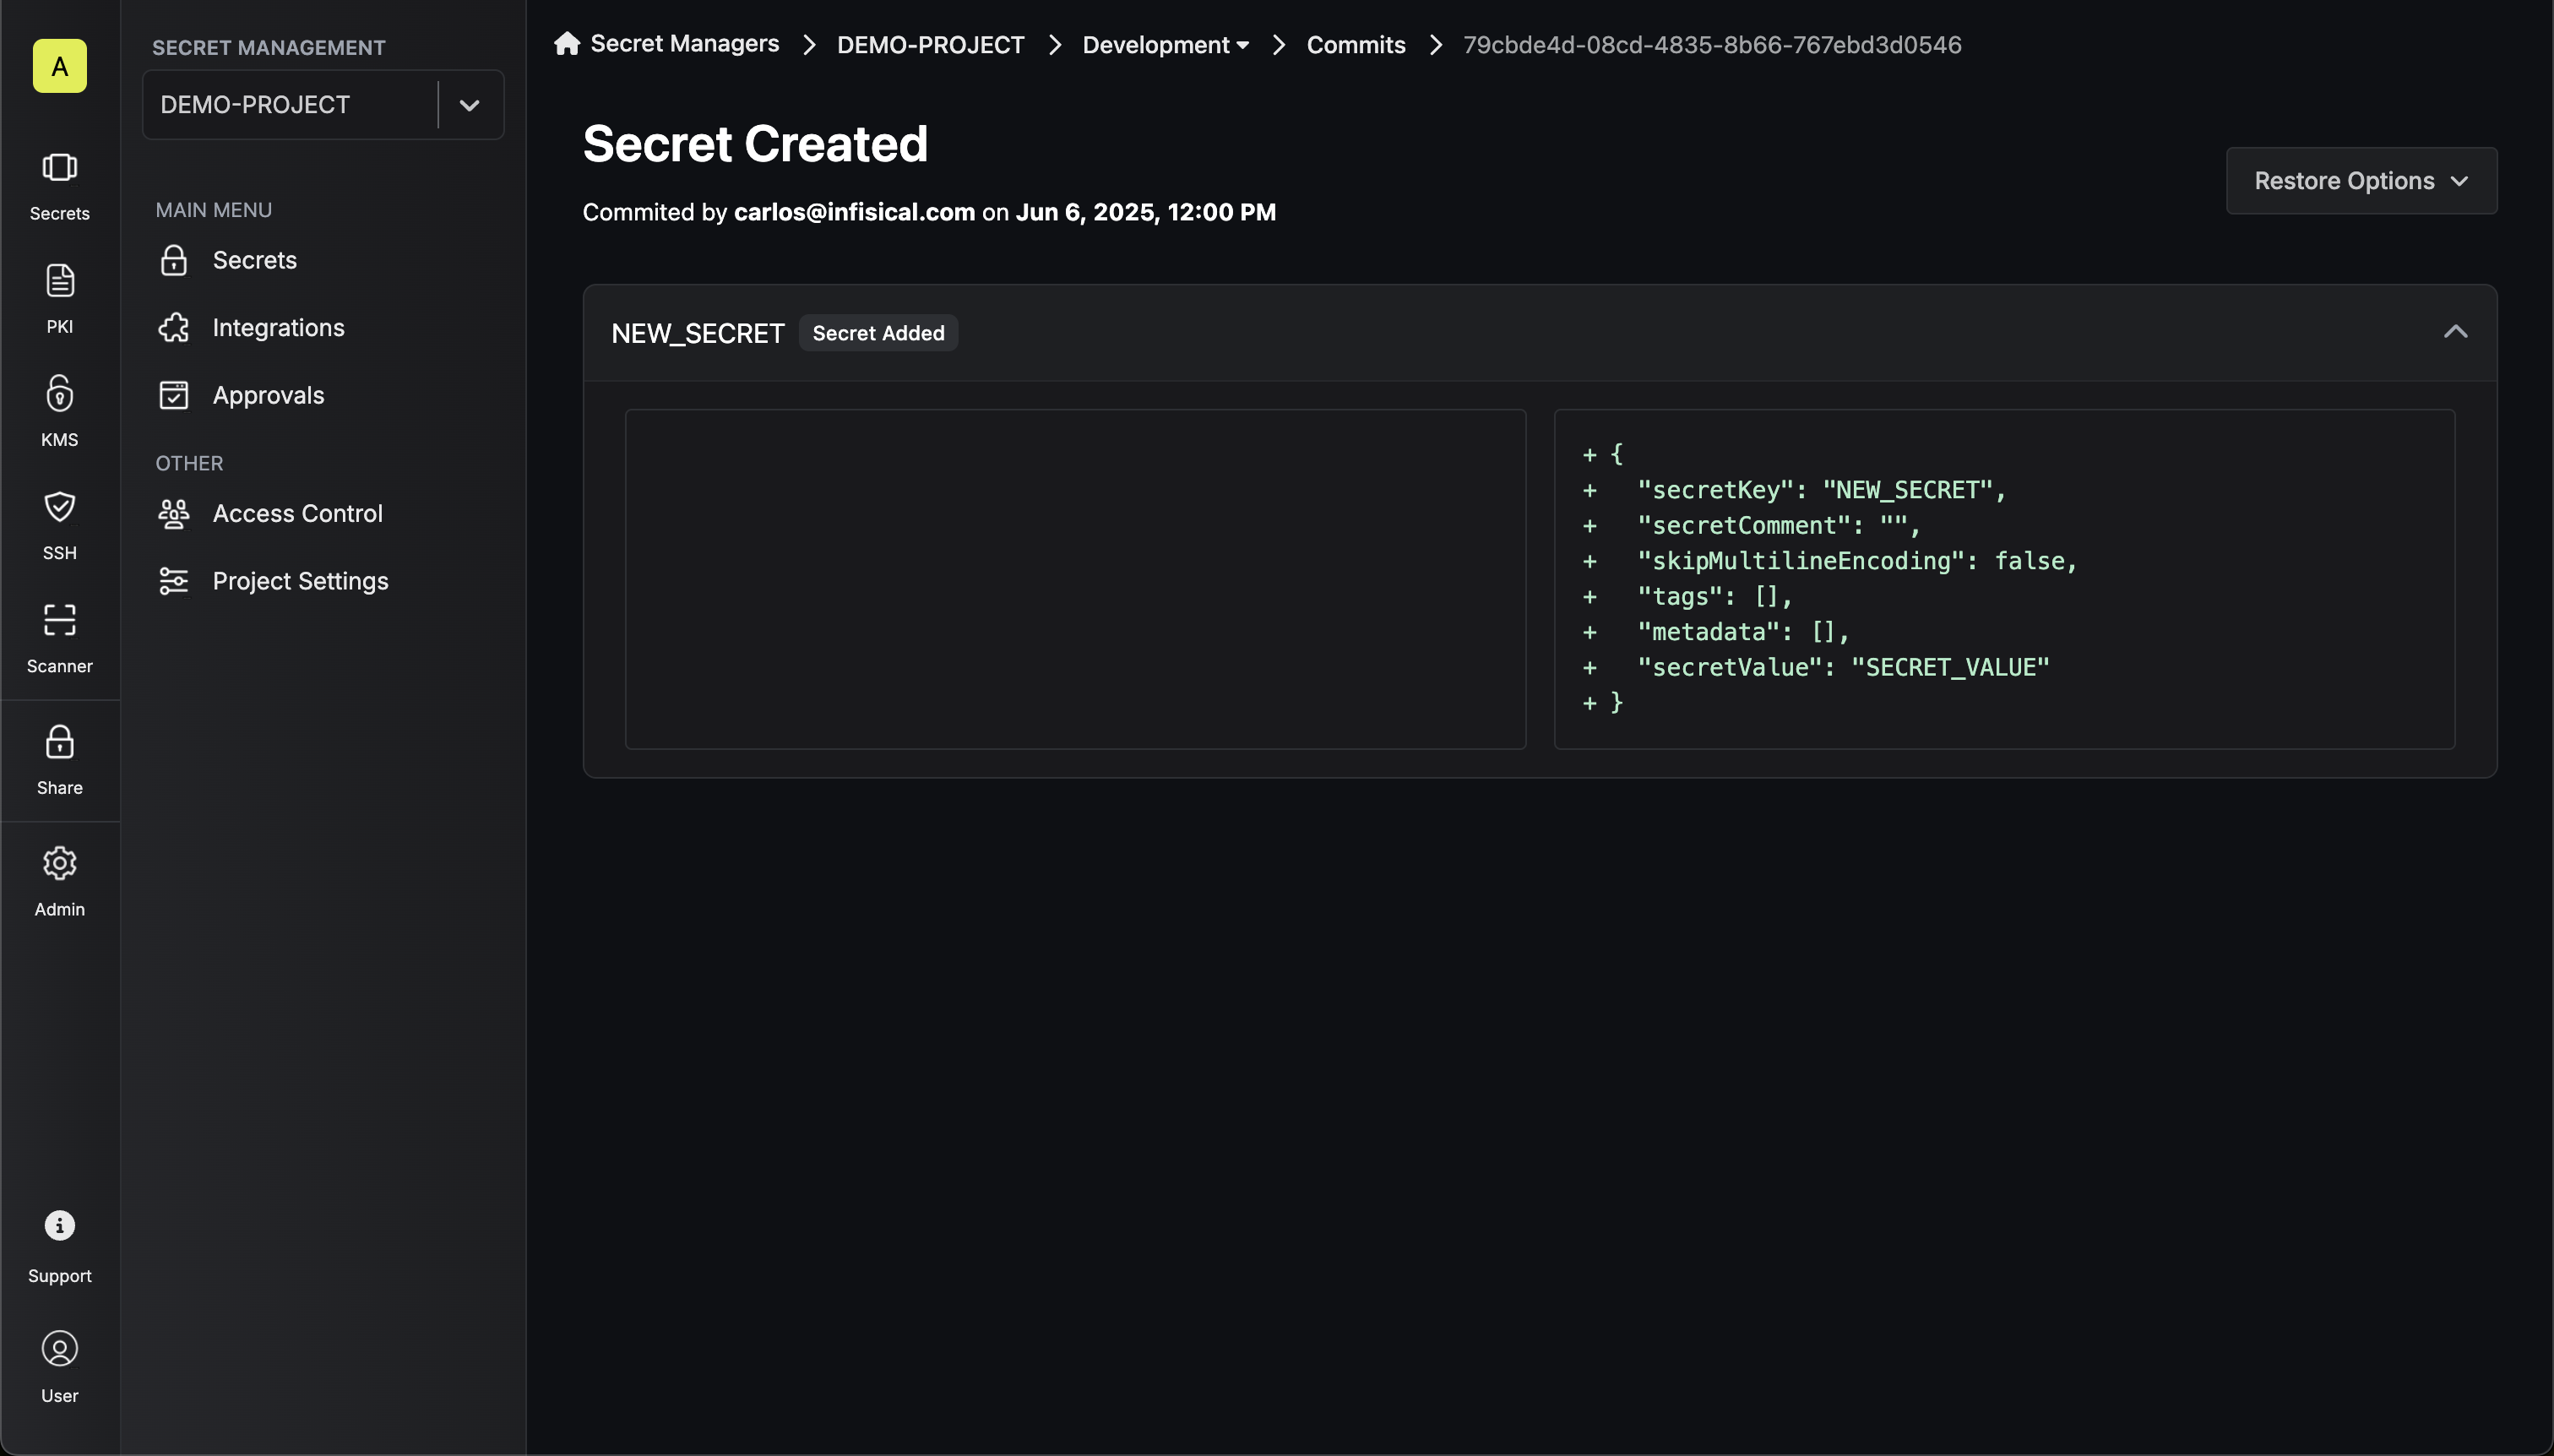 A
Secrets
PKI
KMS
SSH
Scanner
Share
Admin
Support
User
SECRET MANAGEMENT
DEMO-PROJECT
MAIN MENU
Secrets
Integrations
Approvals
OTHER
Access Control
Project Settings
Secret Managers DEMO-PROJECT Development Commits 79cbde4d-08cd-4835-8b66-767ebd3d0546
Secret Created
Commited by carlos@infisical.com on Jun 6, 2025, 12:00 PM
Restore Options
NEW_SECRET Secret Added
+ {
+   "secretKey": "NEW_SECRET",
+   "secretComment": "",
+   "skipMultilineEncoding": false,
+   "tags": [],
+   "metadata": [],
+   "secretValue": "SECRET_VALUE"
+ }